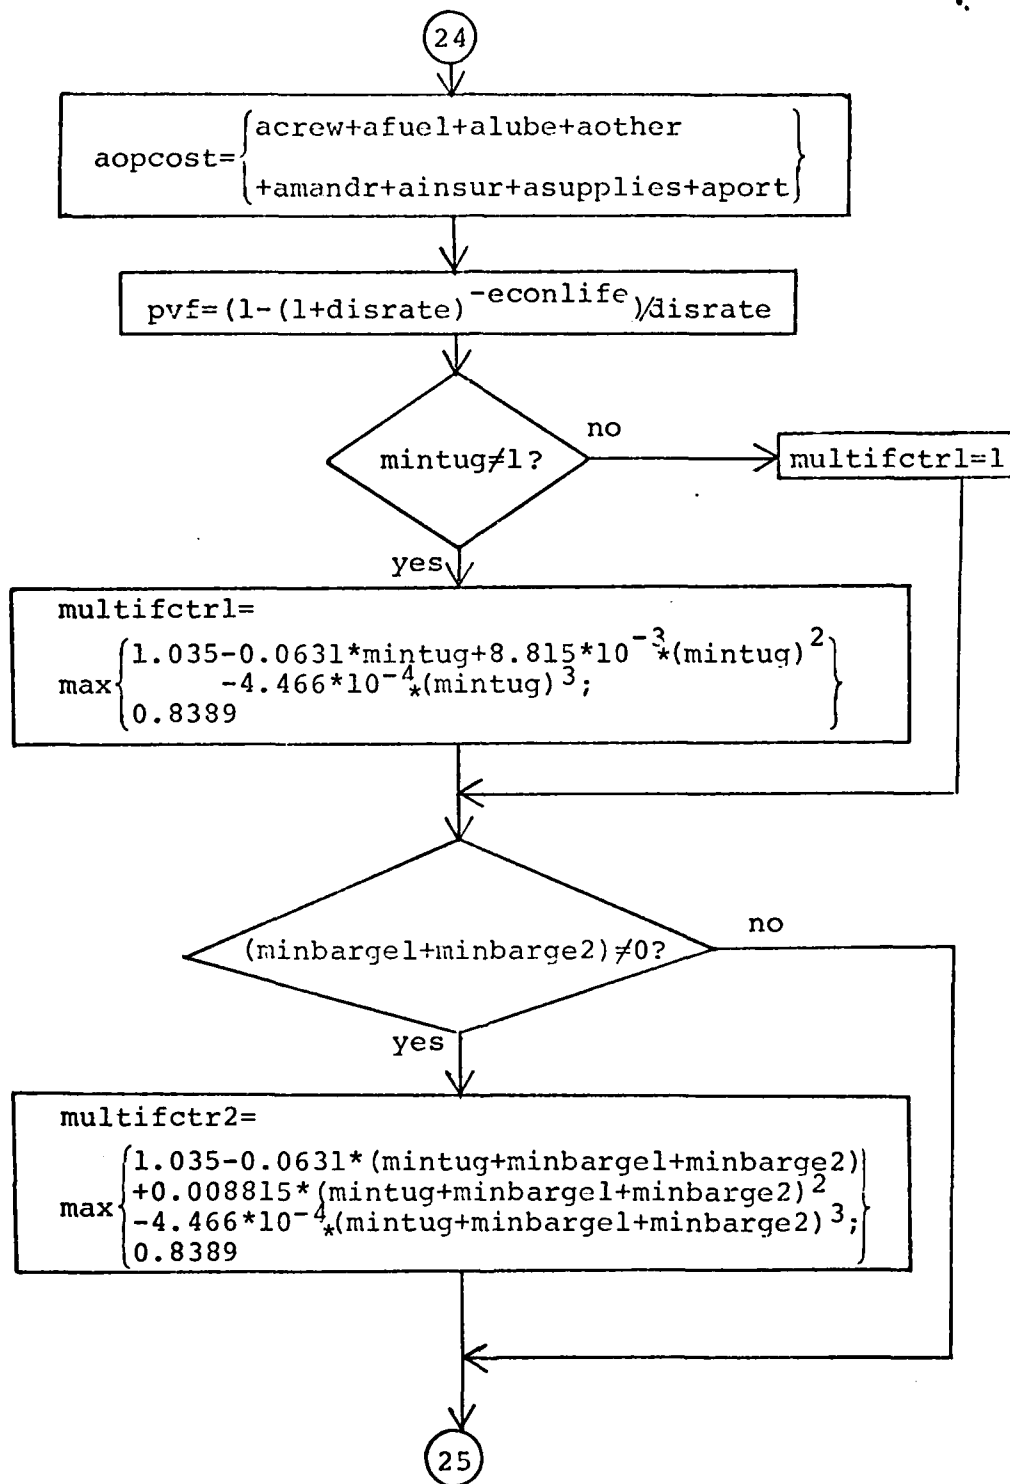 24
aopcost={acrew+afuel+alube+aother
+amandr+ainsur+asupplies+aport}
pvf=(1-(1+disrate)^-econlife)/disrate
mintug≠1?
no
multifctr1=1
yes
multifctr1=
max{1.035-0.0631*mintug+8.815*10^-3*(mintug)^2
-4.466*10^-4*(mintug)^3;
0.8389}
(minbarge1+minbarge2)≠0?
no
yes
multifctr2=
max{1.035-0.0631*(mintug+minbarge1+minbarge2)
+0.008815*(mintug+minbarge1+minbarge2)^2
-4.466*10^-4*(mintug+minbarge1+minbarge2)^3;
0.8389}
25